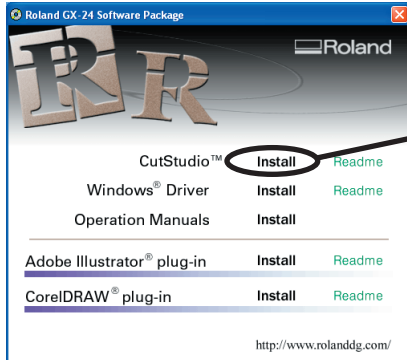 Roland GX-24 Software Package
Roland
R R
CutStudio™ Install Readme
Windows® Driver Install Readme
Operation Manuals Install
Adobe Illustrator® plug-in Install Readme
CorelDRAW® plug-in Install Readme
http://www.rolanddg.com/